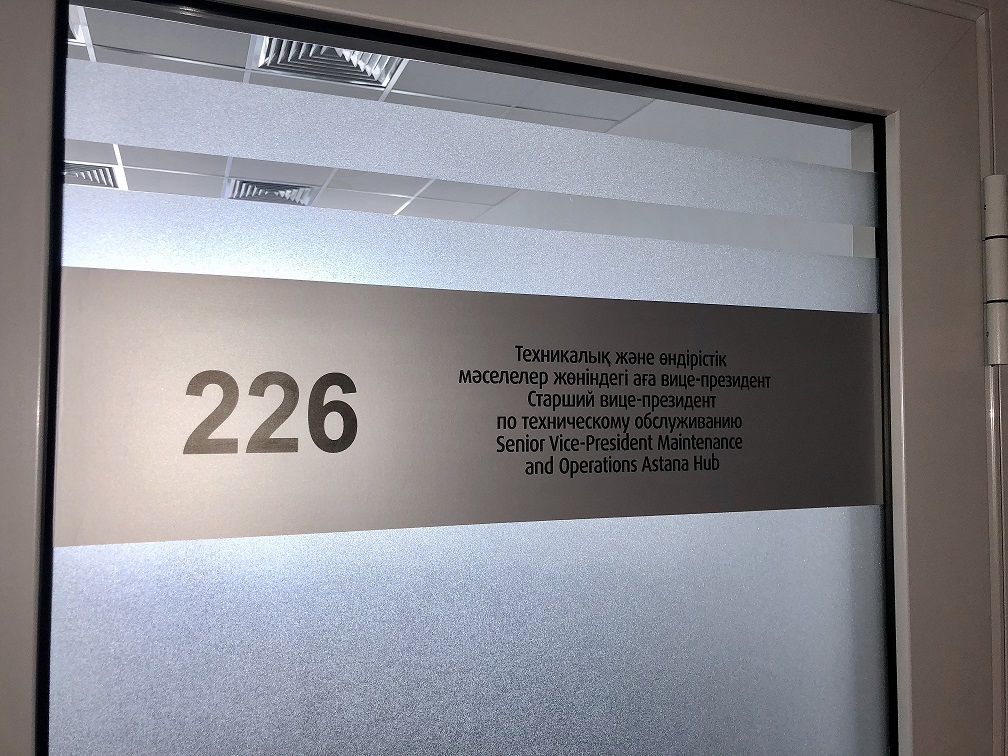 226
Техникалық және өндірістік
мәселелер жөніндегі аға вице-президент
Старший вице-президент
по техническому обслуживанию
Senior Vice-President Maintenance
and Operations Astana Hub